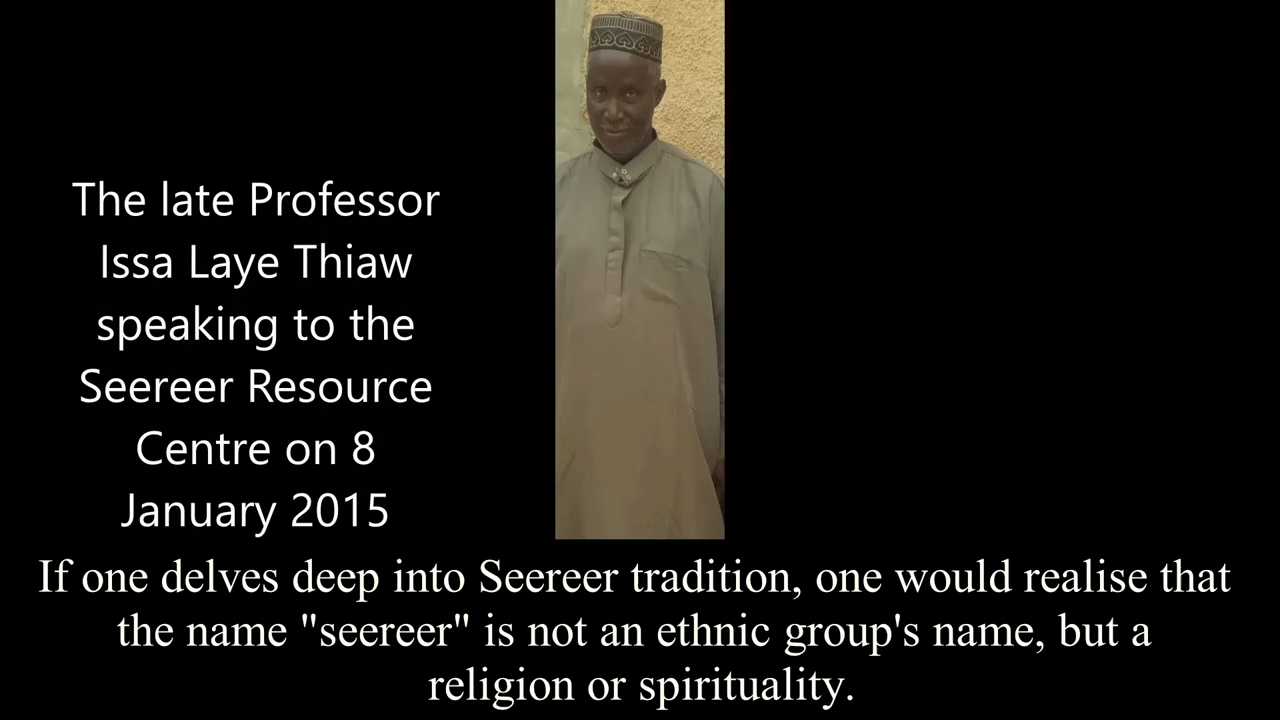 The late Professor
Issa Laye Thiaw
speaking to the
Seereer Resource
Centre on 8
January 2015
If one delves deep into Seereer tradition, one would realise that
the name "seereer" is not an ethnic group's name, but a
religion or spirituality.